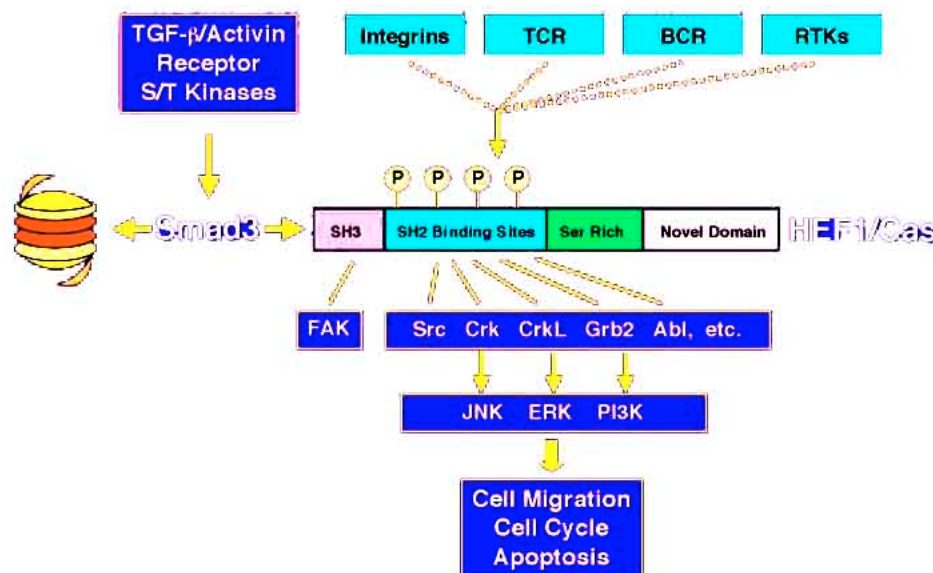 TGF-β/Activin
Receptor
S/T Kinases
Integrins TCR BCR RTKs
P P P P
Smad3 SH3 SH2 Binding Sites Ser Rich Novel Domain HEF1/Cas
FAK Src Crk CrkL Grb2 Abl, etc.
JNK ERK PI3K
Cell Migration
Cell Cycle
Apoptosis